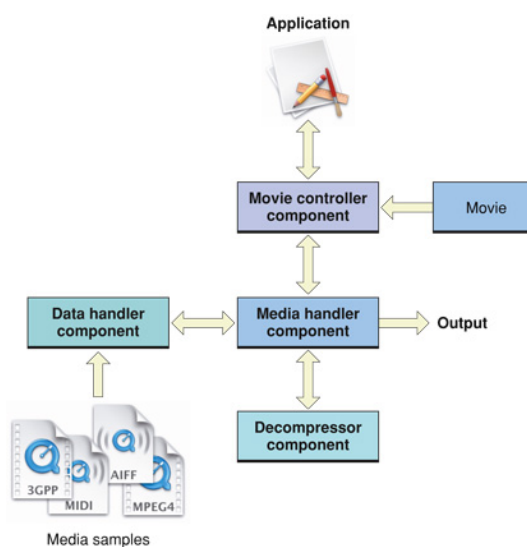 Application
Movie controller
component
Movie
Data handler
component
Media handler
component
Output
Decompressor
component
3GPP
MIDI
AIFF
MPEG4
Media samples